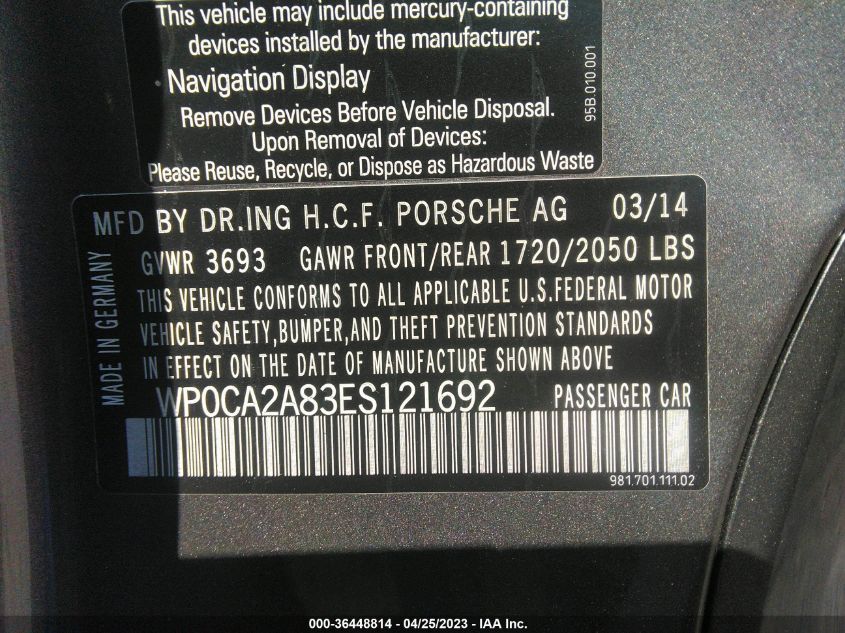 This vehicle may include mercury-containing
devices installed by the manufacturer:
· Navigation Display
Remove Devices Before Vehicle Disposal.
Upon Removal of Devices:
Please Reuse, Recycle, or Dispose as Hazardous Waste
95B.010.001
MFD BY DR.ING H.C.F. PORSCHE AG 03/14
GVWR 3693 GAWR FRONT/REAR 1720/2050 LBS
THIS VEHICLE CONFORMS TO ALL APPLICABLE U.S.FEDERAL MOTOR
VEHICLE SAFETY,BUMPER,AND THEFT PREVENTION STANDARDS
IN EFFECT ON THE DATE OF MANUFACTURE SHOWN ABOVE
WP0CA2A83ES121692 PASSENGER CAR
MADE IN GERMANY
981.701.111.02
000-36448814 - 04/25/2023 - IAA Inc.